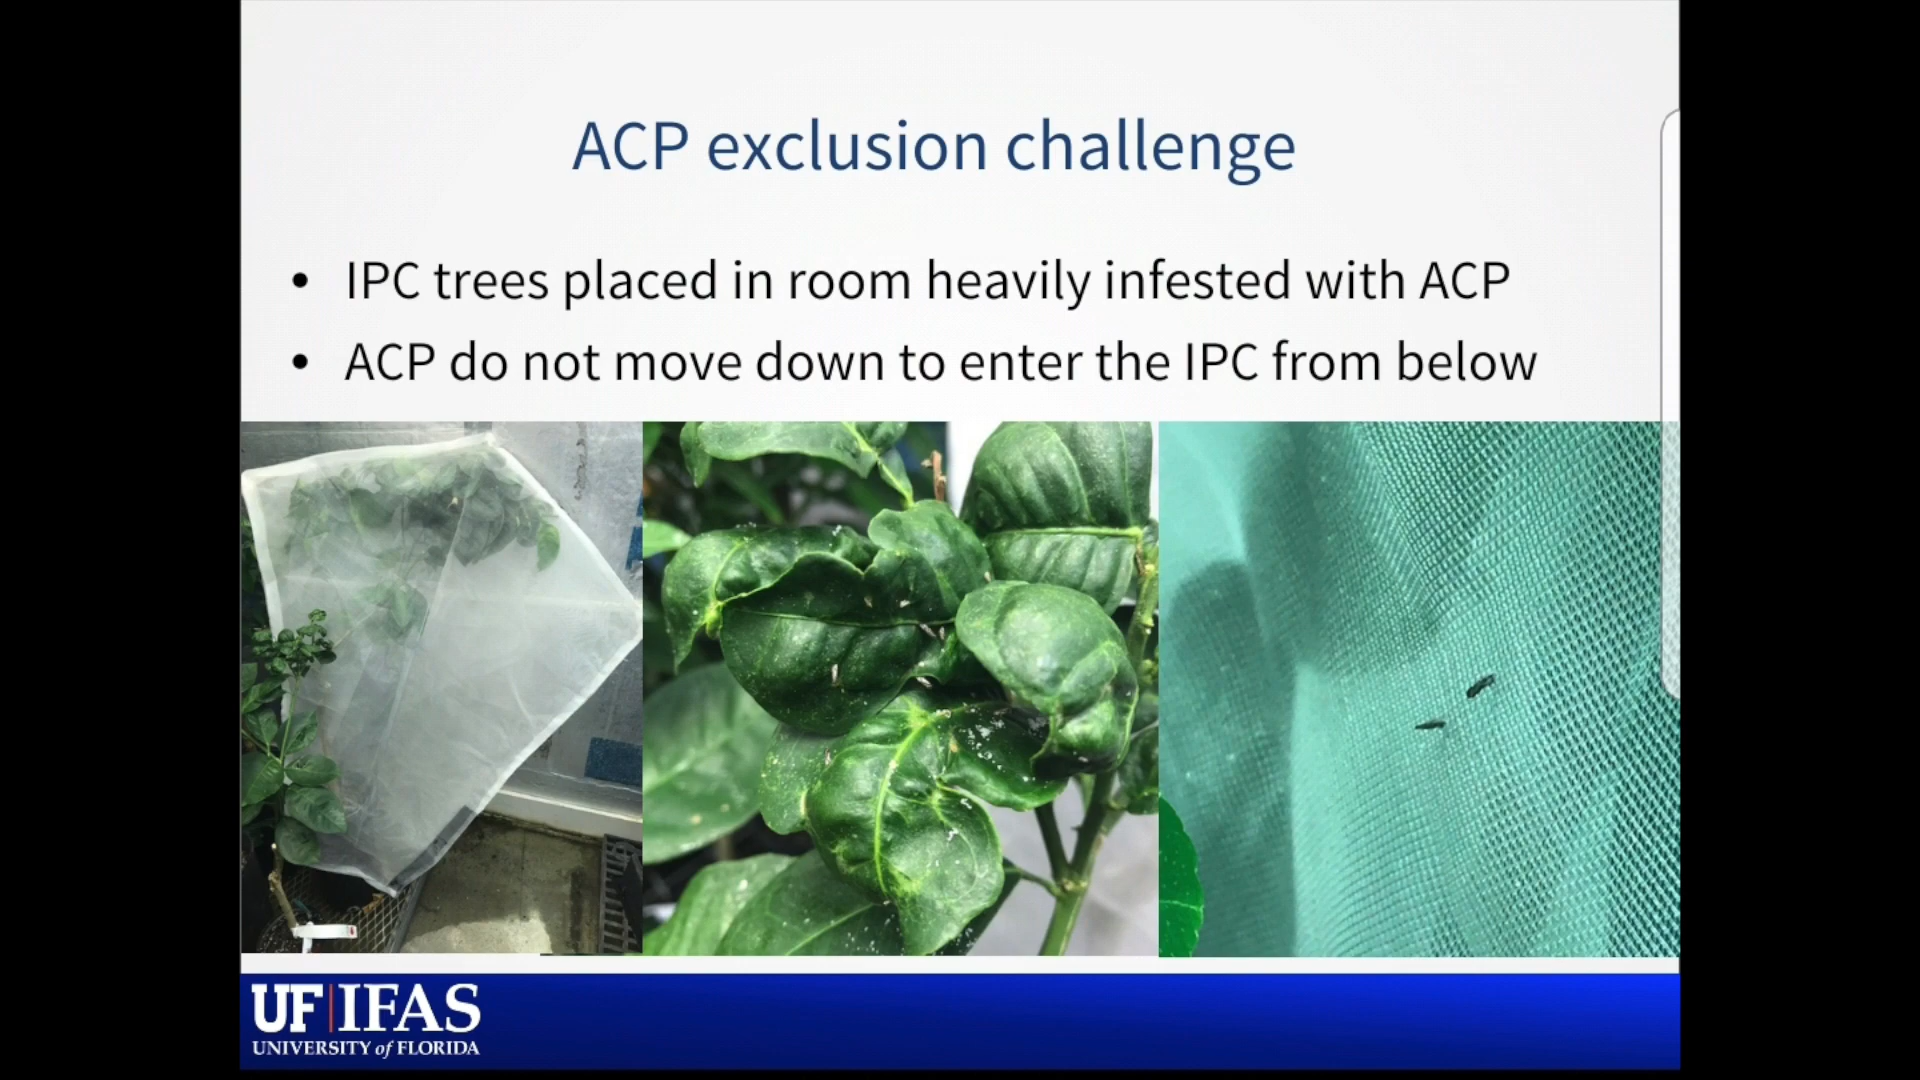 ACP exclusion challenge
• IPC trees placed in room heavily infested with ACP
• ACP do not move down to enter the IPC from below
UF|IFAS
UNIVERSITY of FLORIDA